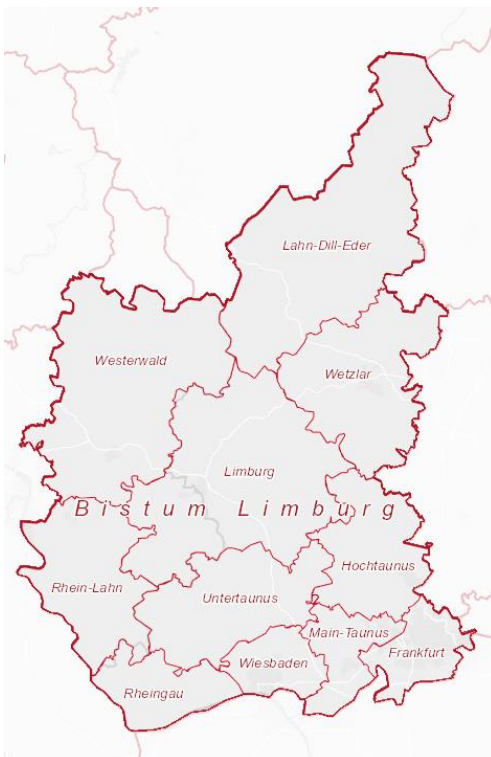 Lahn-Dill-Eder
Westerwald
Wetzlar
Limburg
Bistum Limburg
Hochtaunus
Rhein-Lahn
Untertaunus
Main-Taunus
Frankfurt
Wiesbaden
Rheingau